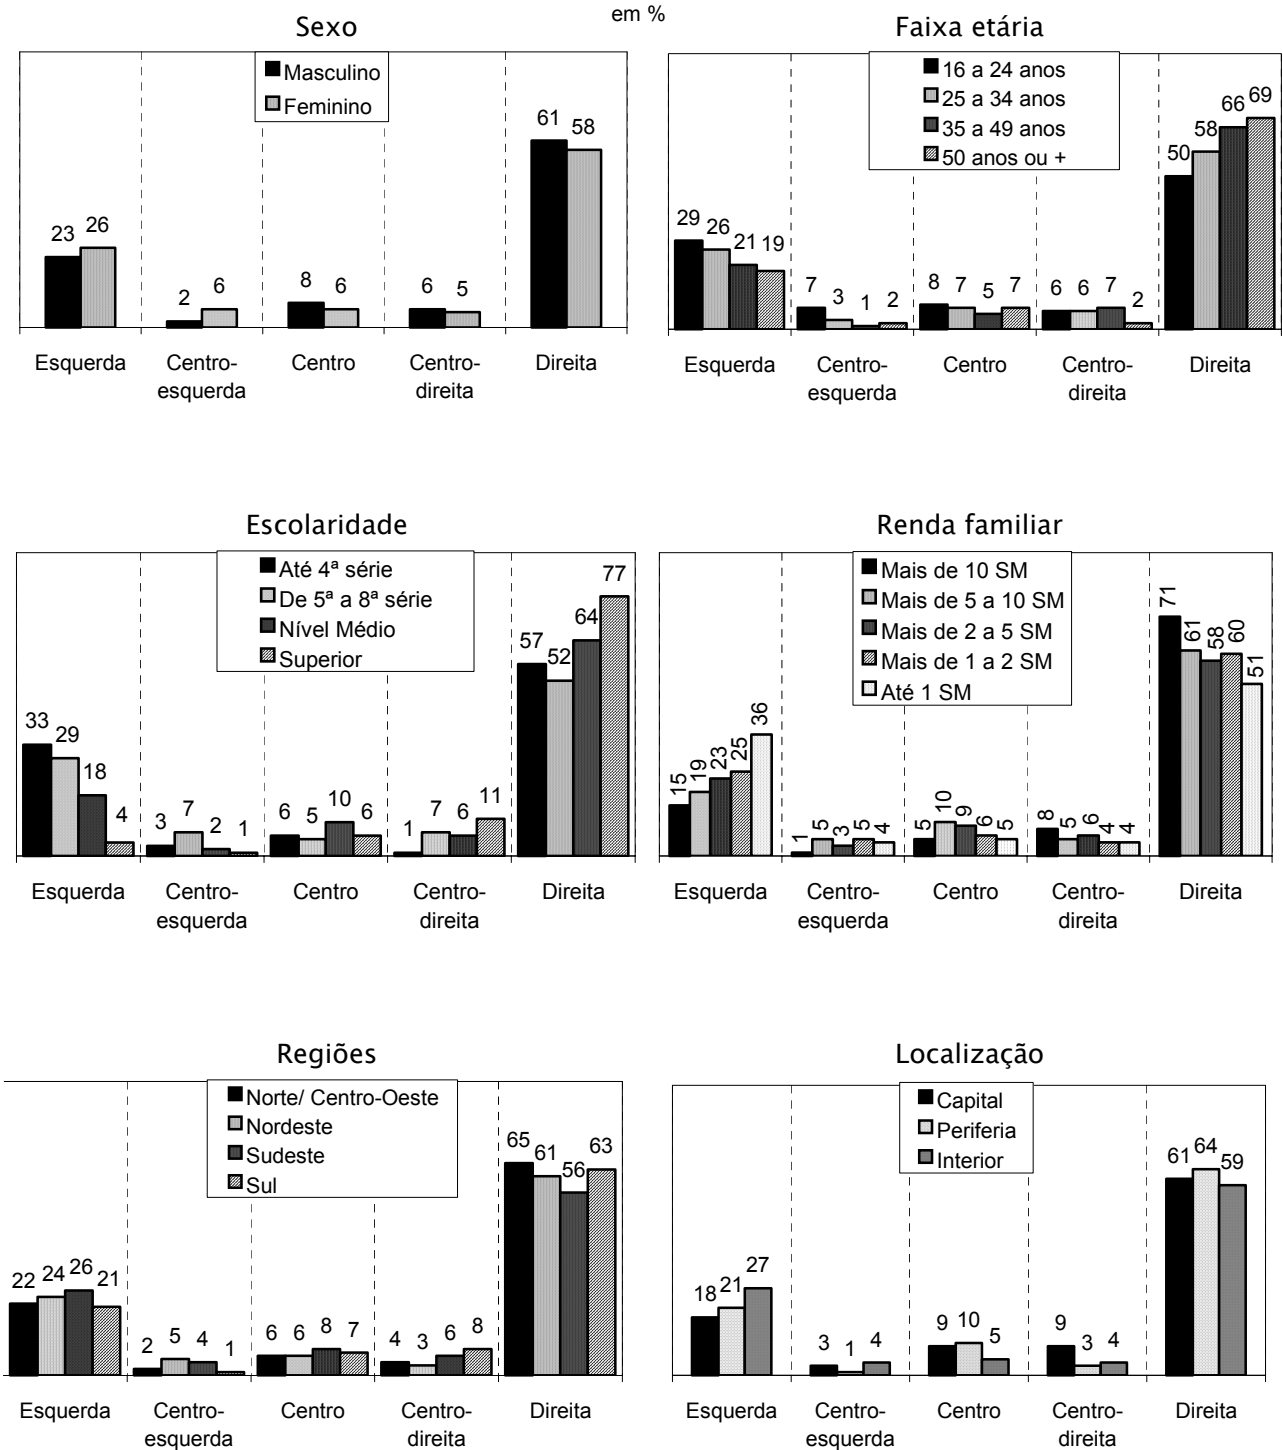 em %
Sexo
Masculino
Feminino
23 26
2 6
8 6
6 5
61 58
Esquerda Centro-esquerda Centro Centro-direita Direita
Faixa etária
16 a 24 anos
25 a 34 anos
35 a 49 anos
50 anos ou +
29 26 21 19
7 3 1 2
8 7 5 7
6 6 7 2
50 58 66 69
Esquerda Centro-esquerda Centro Centro-direita Direita
Escolaridade
Até 4ª série
De 5ª a 8ª série
Nível Médio
Superior
33 29 18 4
3 7 2 1
6 5 10 6
1 7 6 11
57 52 64 77
Esquerda Centro-esquerda Centro Centro-direita Direita
Renda familiar
Mais de 10 SM
Mais de 5 a 10 SM
Mais de 2 a 5 SM
Mais de 1 a 2 SM
Até 1 SM
15 19 23 25 36
1 5 3 5 4
5 10 9 6 5
8 5 6 4 4
71 61 58 60 51
Esquerda Centro-esquerda Centro Centro-direita Direita
Regiões
Norte/ Centro-Oeste
Nordeste
Sudeste
Sul
22 24 26 21
2 5 4 1
6 6 8 7
4 3 6 8
65 61 56 63
Esquerda Centro-esquerda Centro Centro-direita Direita
Localização
Capital
Periferia
Interior
18 21 27
3 1 4
9 10 5
9 3 4
61 64 59
Esquerda Centro-esquerda Centro Centro-direita Direita